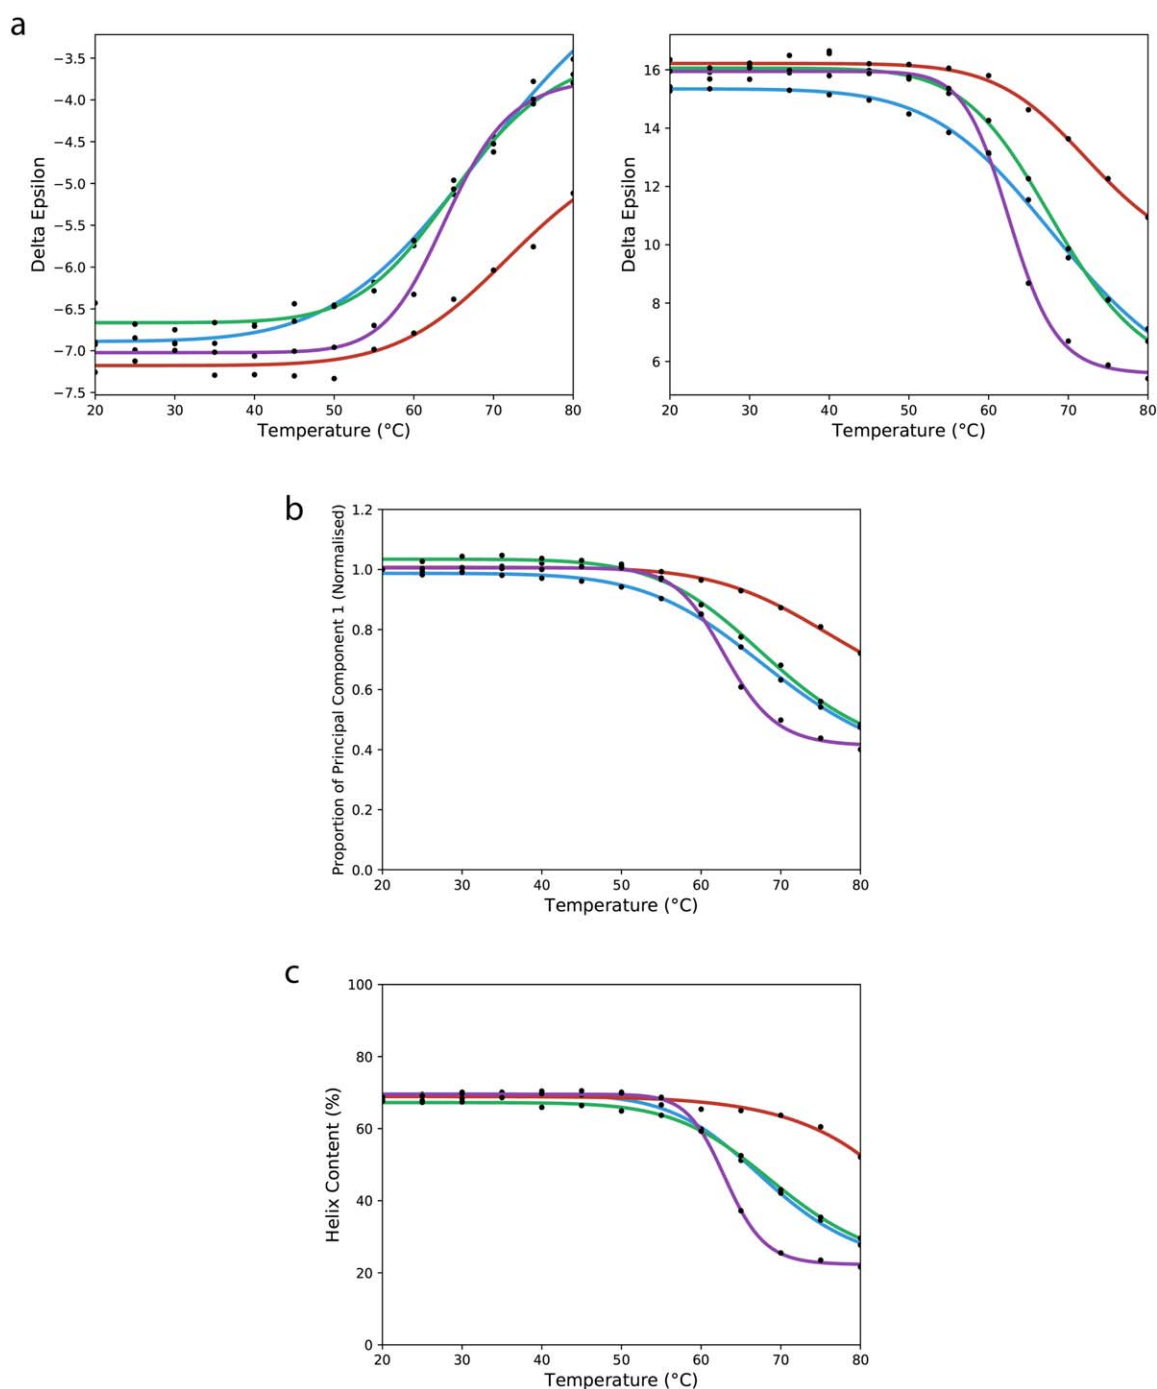 a
−3.5
−4.0
−4.5
−5.0
−5.5
−6.0
−6.5
−7.0
−7.5
Delta Epsilon
20 30 40 50 60 70 80
Temperature (°C)
16
14
12
10
8
6
Delta Epsilon
20 30 40 50 60 70 80
Temperature (°C)
b
1.2
1.0
0.8
0.6
0.4
0.2
0.0
Proportion of Principal Component 1 (Normalised)
20 30 40 50 60 70 80
Temperature (°C)
c
100
80
60
40
20
0
Helix Content (%)
20 30 40 50 60 70 80
Temperature (°C)